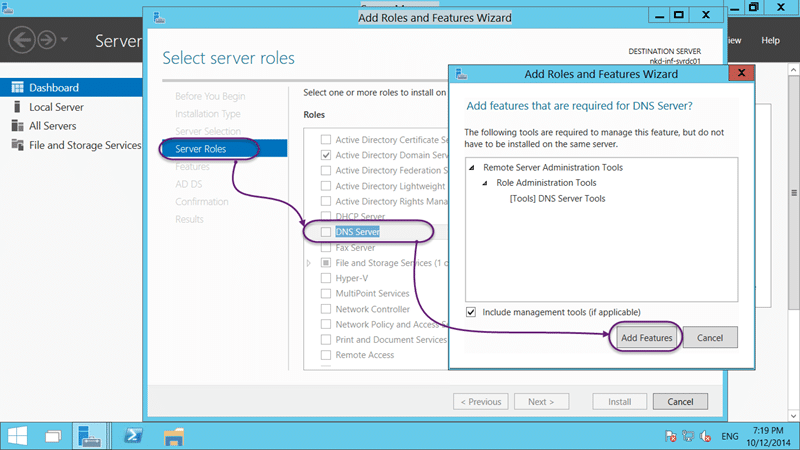 Add Roles and Features Wizard
Server
iew
Help
Dashboard
Local Server
All Servers
File and Storage Services
Select server roles
DESTINATION SERVER
nkd-inf-svrdc01
Before You Begin
Installation Type
Server Selection
Server Roles
Features
AD DS
Confirmation
Results
Select one or more roles to install on
Roles
Active Directory Certificate Se
Active Directory Domain Serv
Active Directory Federation S
Active Directory Lightweight
Active Directory Rights Mana
DHCP Server
DNS Server
Fax Server
File and Storage Services (1 o
Hyper-V
MultiPoint Services
Network Controller
Network Policy and Access Se
Print and Document Services
Remote Access
Add Roles and Features Wizard
Add features that are required for DNS Server?
The following tools are required to manage this feature, but do not
have to be installed on the same server.
Remote Server Administration Tools
Role Administration Tools
[Tools] DNS Server Tools
Include management tools (if applicable)
Add Features
Cancel
< Previous
Next >
Install
Cancel
ENG
7:19 PM
10/12/2014